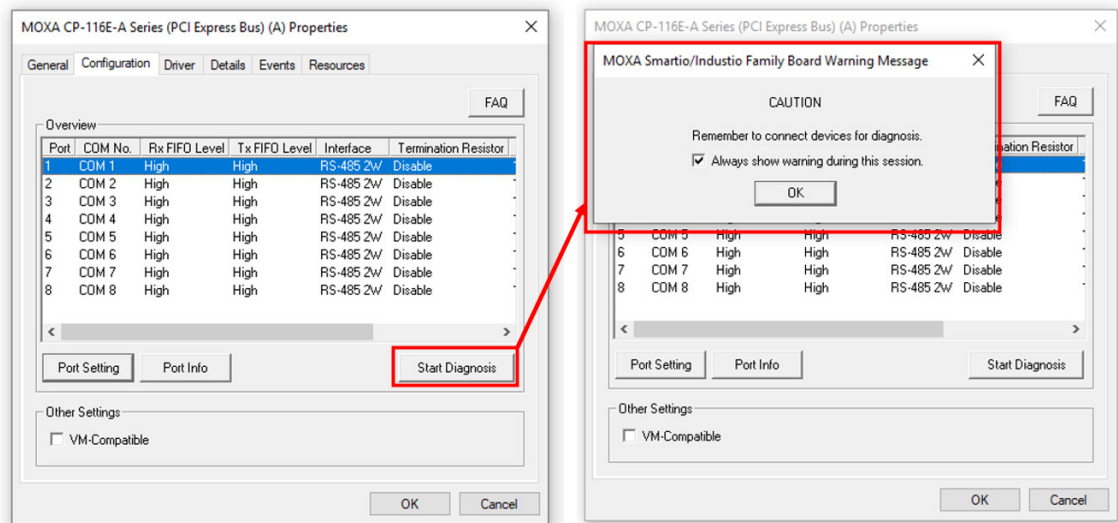 MOXA CP-116E-A Series (PCI Express Bus) (A) Properties
General Configuration Driver Details Events Resources
FAQ
Overview
Port COM No. Rx FIFO Level Tx FIFO Level Interface Termination Resistor
1 COM 1 High High RS-485 2W Disable
2 COM 2 High High RS-485 2W Disable
3 COM 3 High High RS-485 2W Disable
4 COM 4 High High RS-485 2W Disable
5 COM 5 High High RS-485 2W Disable
6 COM 6 High High RS-485 2W Disable
7 COM 7 High High RS-485 2W Disable
8 COM 8 High High RS-485 2W Disable
Port Setting Port Info Start Diagnosis
Other Settings
VM-Compatible
OK Cancel
MOXA CP-116E-A Series (PCI Express Bus) (A) Properties
MOXA Smartio/Industio Family Board Warning Message
CAUTION
Remember to connect devices for diagnosis.
Always show warning during this session.
OK
FAQ
Resistor
5 COM 5 High High RS-485 2W Disable
6 COM 6 High High RS-485 2W Disable
7 COM 7 High High RS-485 2W Disable
8 COM 8 High High RS-485 2W Disable
Port Setting Port Info Start Diagnosis
Other Settings
VM-Compatible
OK Cancel